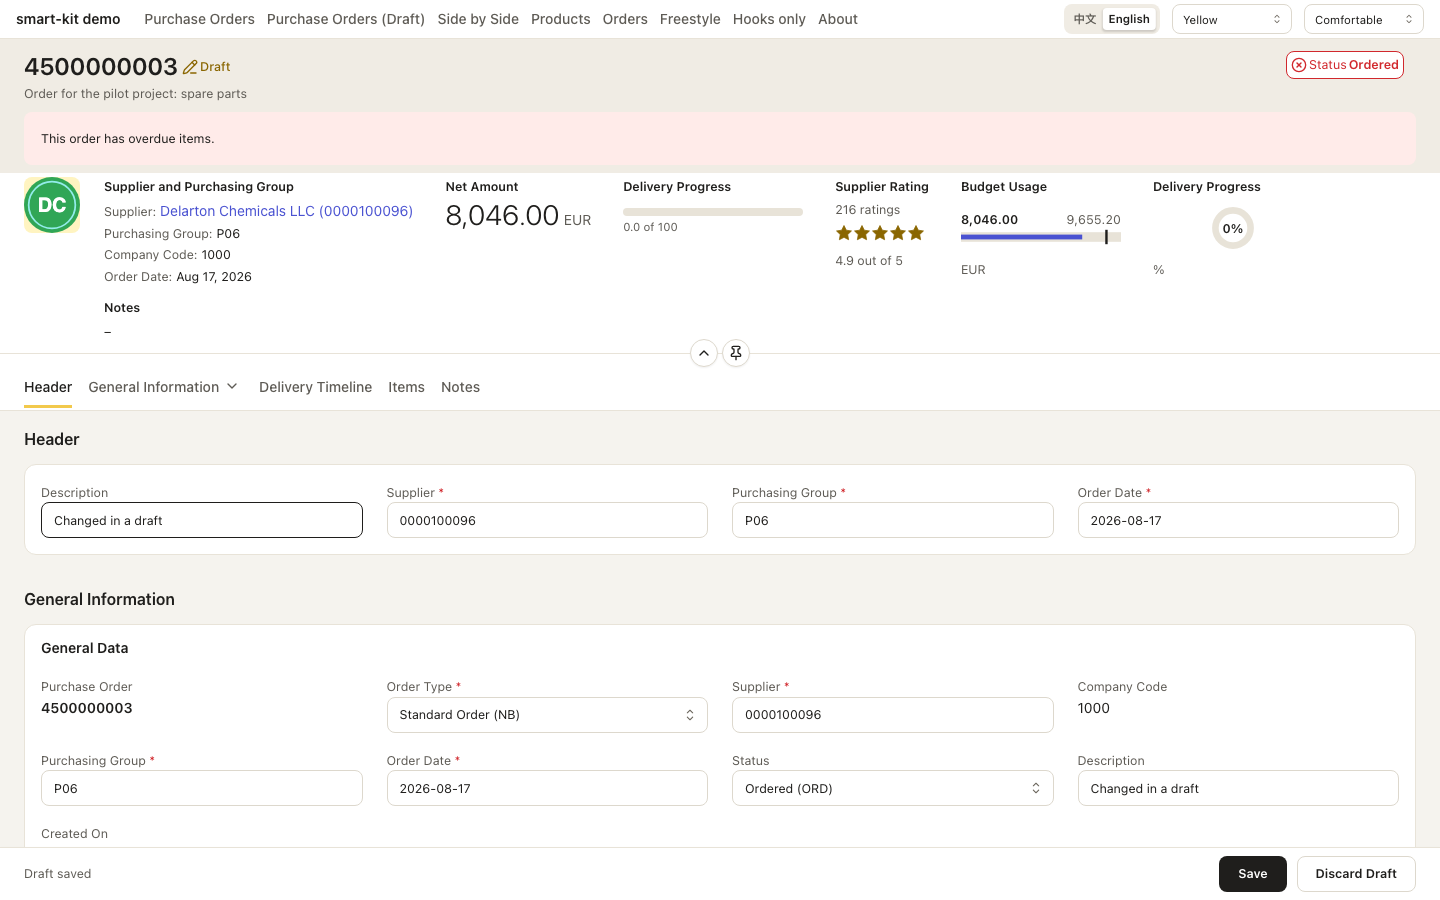 smart-kit demo
Purchase Orders
Purchase Orders (Draft)
Side by Side
Products
Orders
Freestyle
Hooks only
About
中文
English
Yellow
Comfortable
4500000003
Draft
Status Ordered
Order for the pilot project: spare parts
This order has overdue items.
DC
Supplier and Purchasing Group
Supplier: Delarton Chemicals LLC (0000100096)
Purchasing Group: P06
Company Code: 1000
Order Date: Aug 17, 2026
Notes
–
Net Amount
8,046.00 EUR
Delivery Progress
0.0 of 100
Supplier Rating
216 ratings
4.9 out of 5
Budget Usage
8,046.00
9,655.20
EUR
Delivery Progress
0%
%
Header
General Information
Delivery Timeline
Items
Notes
Header
Description
Supplier *
Purchasing Group *
Order Date *
Changed in a draft
0000100096
P06
2026-08-17
General Information
General Data
Purchase Order
Order Type *
Supplier *
Company Code
4500000003
Standard Order (NB)
0000100096
1000
Purchasing Group *
Order Date *
Status
Description
P06
2026-08-17
Ordered (ORD)
Changed in a draft
Created On
Draft saved
Save
Discard Draft